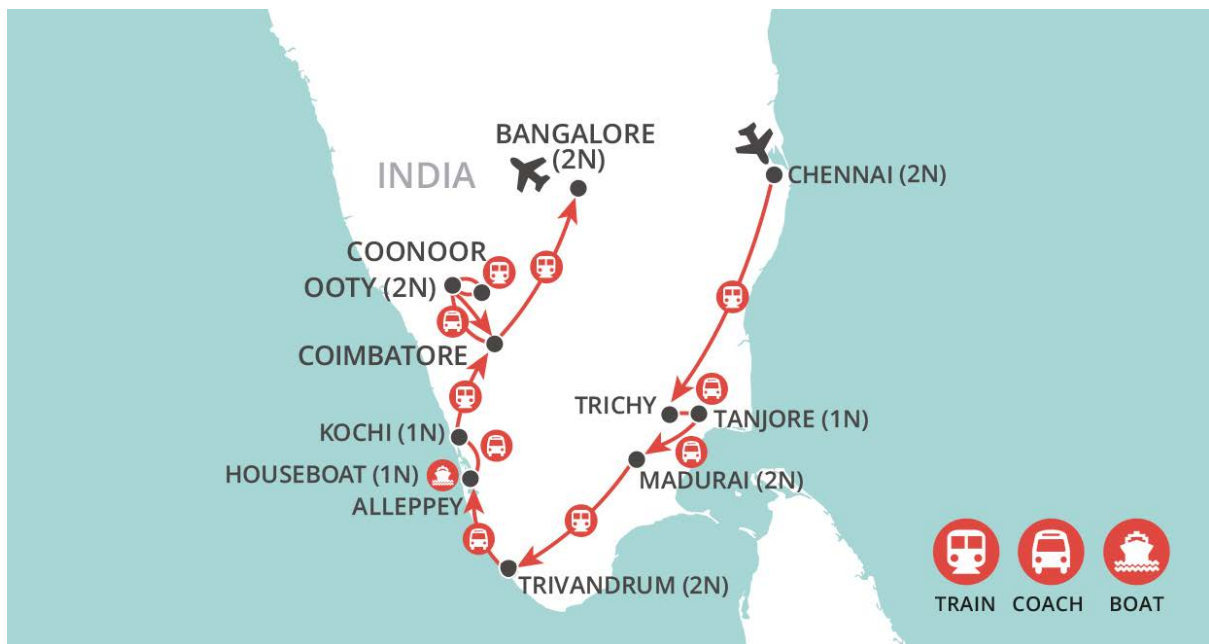 BANGALORE
(2N)
INDIA
CHENNAI (2N)
COONOOR
OOTY (2N)
COIMBATORE
TRICHY
TANJORE (1N)
KOCHI (1N)
MADURAI (2N)
HOUSEBOAT (1N)
ALLEPPEY
TRIVANDRUM (2N)
TRAIN COACH BOAT